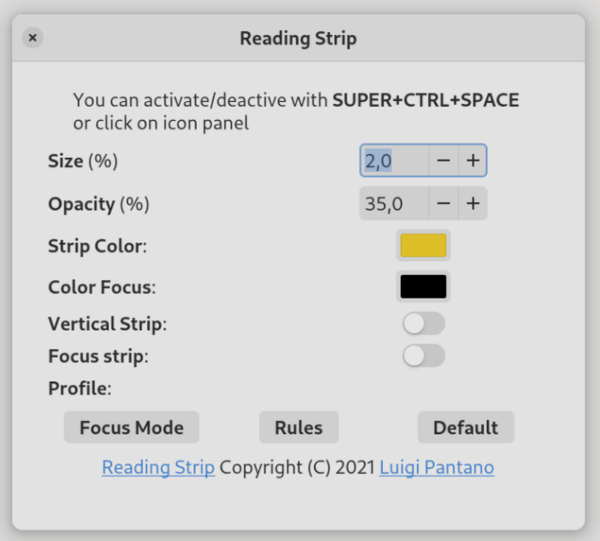 Reading Strip
You can activate/deactive with SUPER+CTRL+SPACE
or click on icon panel
Size (%) 2,0 − +
Opacity (%) 35,0 − +
Strip Color:
Color Focus:
Vertical Strip:
Focus strip:
Profile:
Focus Mode Rules Default
Reading Strip Copyright (C) 2021 Luigi Pantano